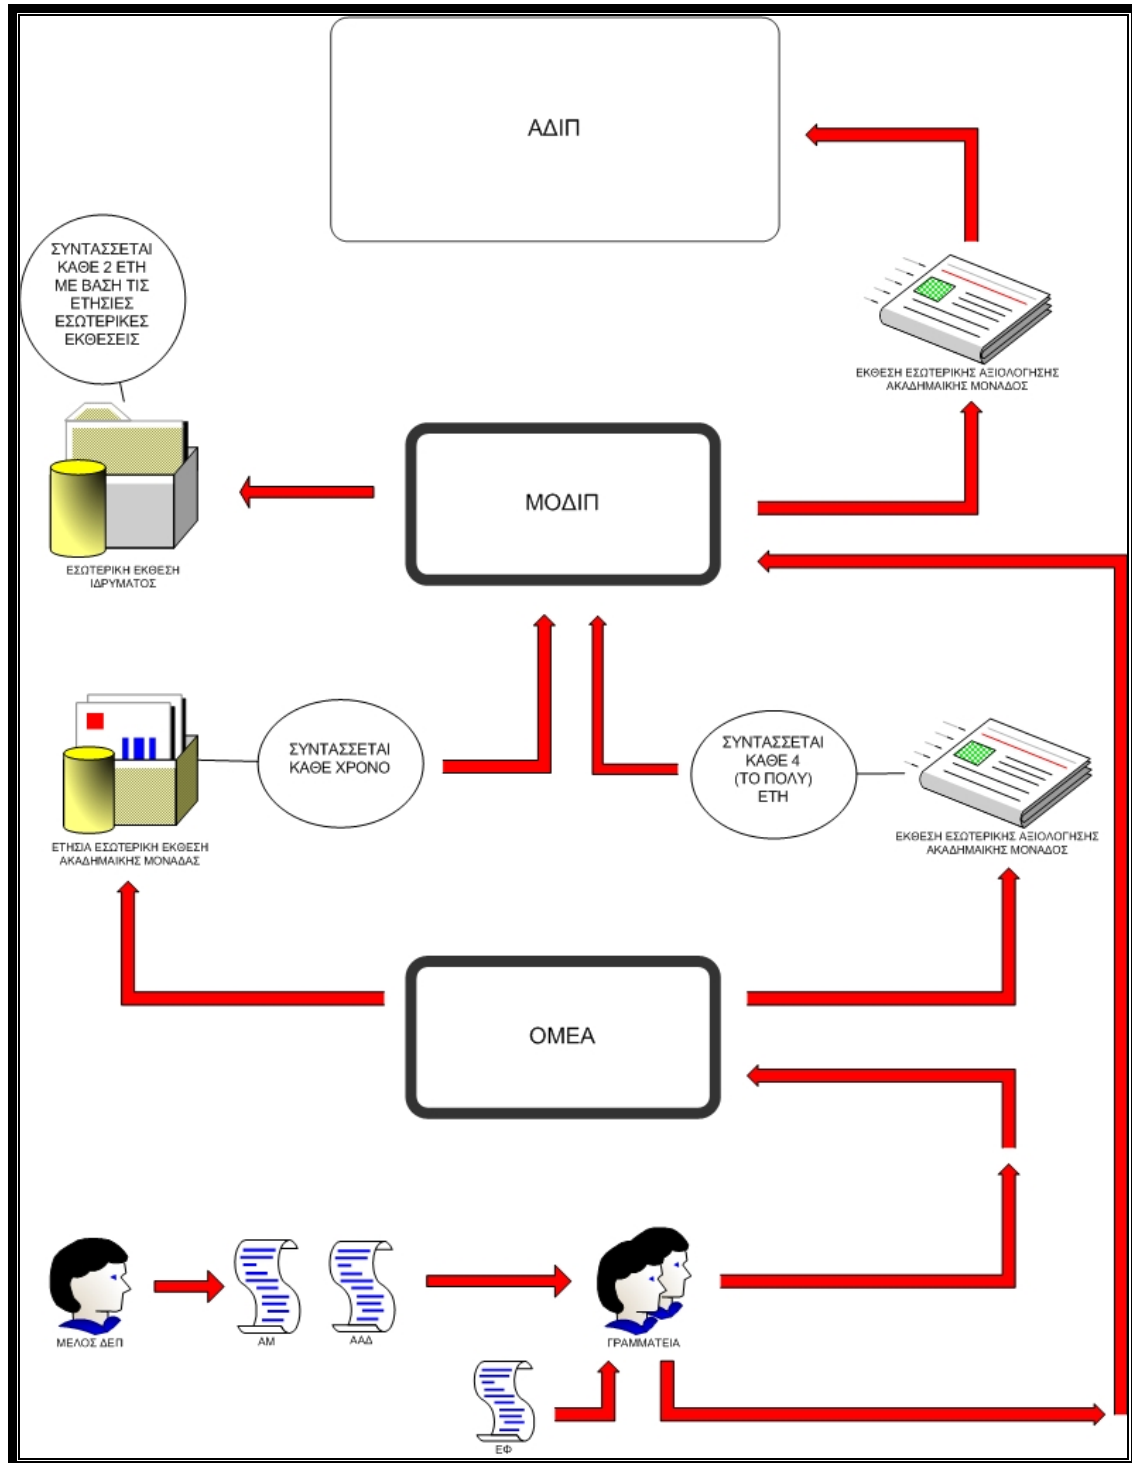 ΑΔΙΠ
ΣΥΝΤΑΣΣΕΤΑΙ
ΚΑΘΕ 2 ΕΤΗ
ΜΕ ΒΑΣΗ ΤΙΣ
ΕΤΗΣΙΕΣ
ΕΣΩΤΕΡΙΚΕΣ
ΕΚΘΕΣΕΙΣ
ΕΚΘΕΣΗ ΕΣΩΤΕΡΙΚΗΣ ΑΞΙΟΛΟΓΗΣΗΣ
ΑΚΑΔΗΜΑΙΚΗΣ ΜΟΝΑΔΟΣ
ΜΟΔΙΠ
ΕΣΩΤΕΡΙΚΗ ΕΚΘΕΣΗ
ΙΔΡΥΜΑΤΟΣ
ΣΥΝΤΑΣΣΕΤΑΙ
ΚΑΘΕ ΧΡΟΝΟ
ΣΥΝΤΑΣΣΕΤΑΙ
ΚΑΘΕ 4
(ΤΟ ΠΟΛΥ)
ΕΤΗ
ΕΤΗΣΙΑ ΕΣΩΤΕΡΙΚΗ ΕΚΘΕΣΗ
ΑΚΑΔΗΜΑΙΚΗΣ ΜΟΝΑΔΑΣ
ΕΚΘΕΣΗ ΕΣΩΤΕΡΙΚΗΣ ΑΞΙΟΛΟΓΗΣΗΣ
ΑΚΑΔΗΜΑΙΚΗΣ ΜΟΝΑΔΟΣ
ΟΜΕΑ
ΜΕΛΟΣ ΔΕΠ
ΑΜ
ΑΑΔ
ΓΡΑΜΜΑΤΕΙΑ
ΕΦ